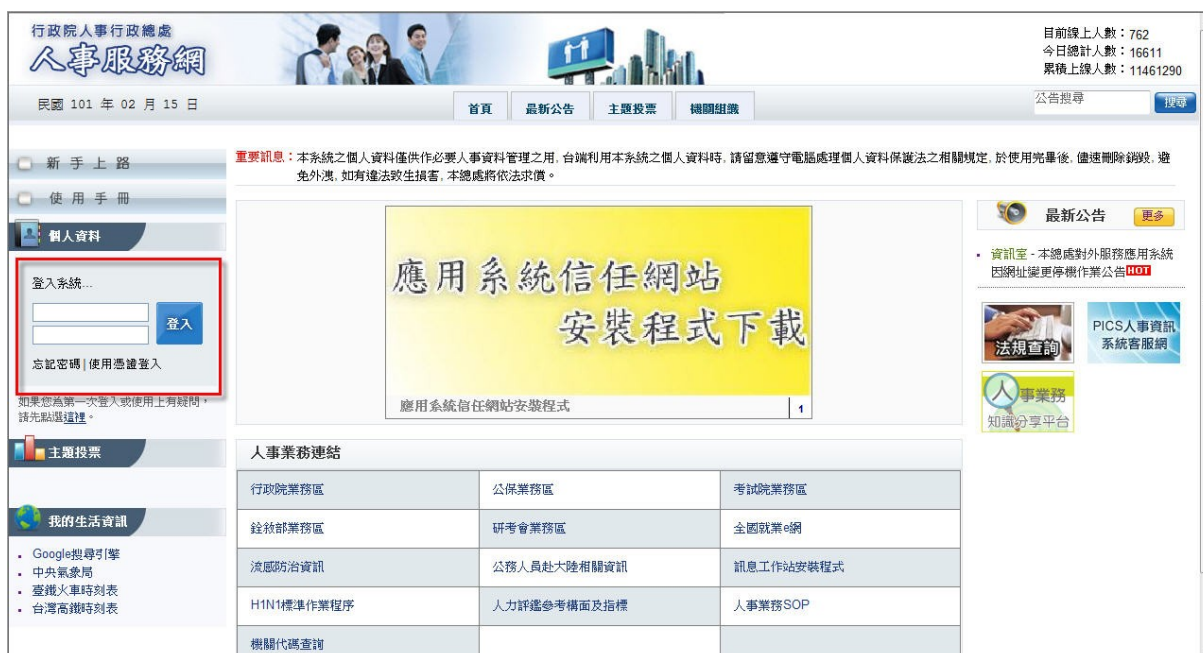 行政院人事行政總處
人事服務網
目前線上人數：762
今日總計人數：16611
累積上線人數：11461290
民國 101 年 02 月 15 日
首頁 最新公告 主題投票 機關組織
公告搜尋 搜尋
新手上路
使用手冊
個人資料
登入系統...
登入
忘記密碼|使用憑證登入
如果您為第一次登入或使用上有疑問，
請先點選這裡。
主題投票
我的生活資訊
Google搜尋引擎
中央氣象局
臺鐵火車時刻表
台灣高鐵時刻表
重要訊息：本系統之個人資料僅供作必要人事資料管理之用, 台端利用本系統之個人資料時, 請留意遵守電腦處理個人資料保護法之相關規定, 於使用完畢後, 儘速刪除銷毀, 避
免外洩, 如有違法致生損害, 本總處將依法求償。
應用系統信任網站
安裝程式下載
應用系統信任網站安裝程式 1
人事業務連結
行政院業務區 公保業務區 考試院業務區
銓敘部業務區 研考會業務區 全國就業e網
流感防治資訊 公務人員赴大陸相關資訊 訊息工作站安裝程式
H1N1標準作業程序 人力評鑑參考構面及指標 人事業務SOP
機關代碼查詢
最新公告 更多
資訊室 - 本總處對外服務應用系統
因網址變更停機作業公告HOT
法規查詢
PICS人事資訊
系統客服網
人事業務
知識分享平台